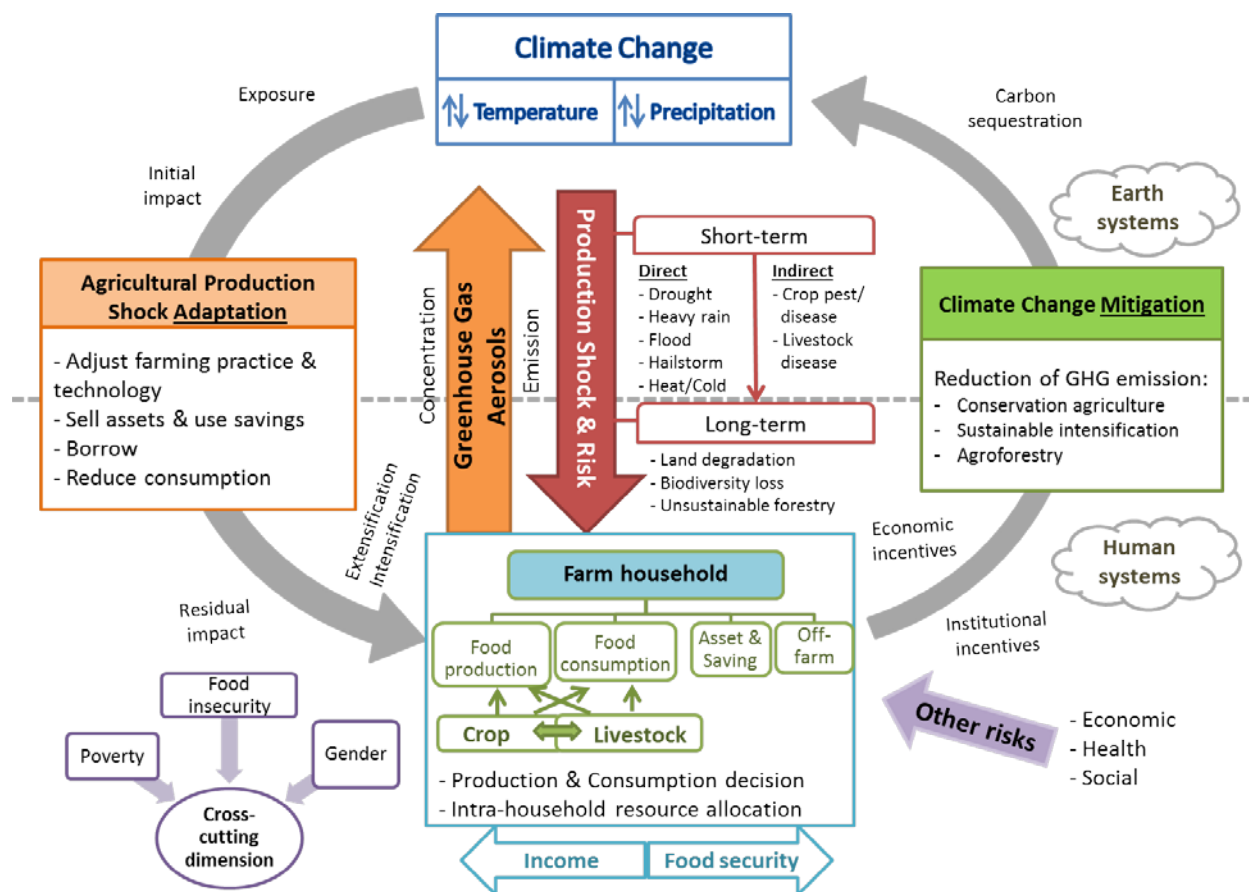 Climate Change
Temperature
Precipitation
Exposure
Initial
impact
Carbon
sequestration
Earth
systems
Agricultural Production
Shock Adaptation
- Adjust farming practice &
technology
- Sell assets & use savings
- Borrow
- Reduce consumption
Concentration
Greenhouse Gas
Aerosols
Emission
Production Shock & Risk
Short-term
Direct
- Drought
- Heavy rain
- Flood
- Hailstorm
- Heat/Cold
Indirect
- Crop pest/
disease
- Livestock
disease
Long-term
- Land degradation
- Biodiversity loss
- Unsustainable forestry
Climate Change Mitigation
Reduction of GHG emission:
- Conservation agriculture
- Sustainable intensification
- Agroforestry
Extensification
Intensification
Residual
impact
Economic
incentives
Institutional
incentives
Human
systems
Farm household
Food
production
Food
consumption
Asset &
Saving
Off-
farm
Crop
Livestock
- Production & Consumption decision
- Intra-household resource allocation
Income
Food security
Other risks
- Economic
- Health
- Social
Food
insecurity
Poverty
Gender
Cross-
cutting
dimension